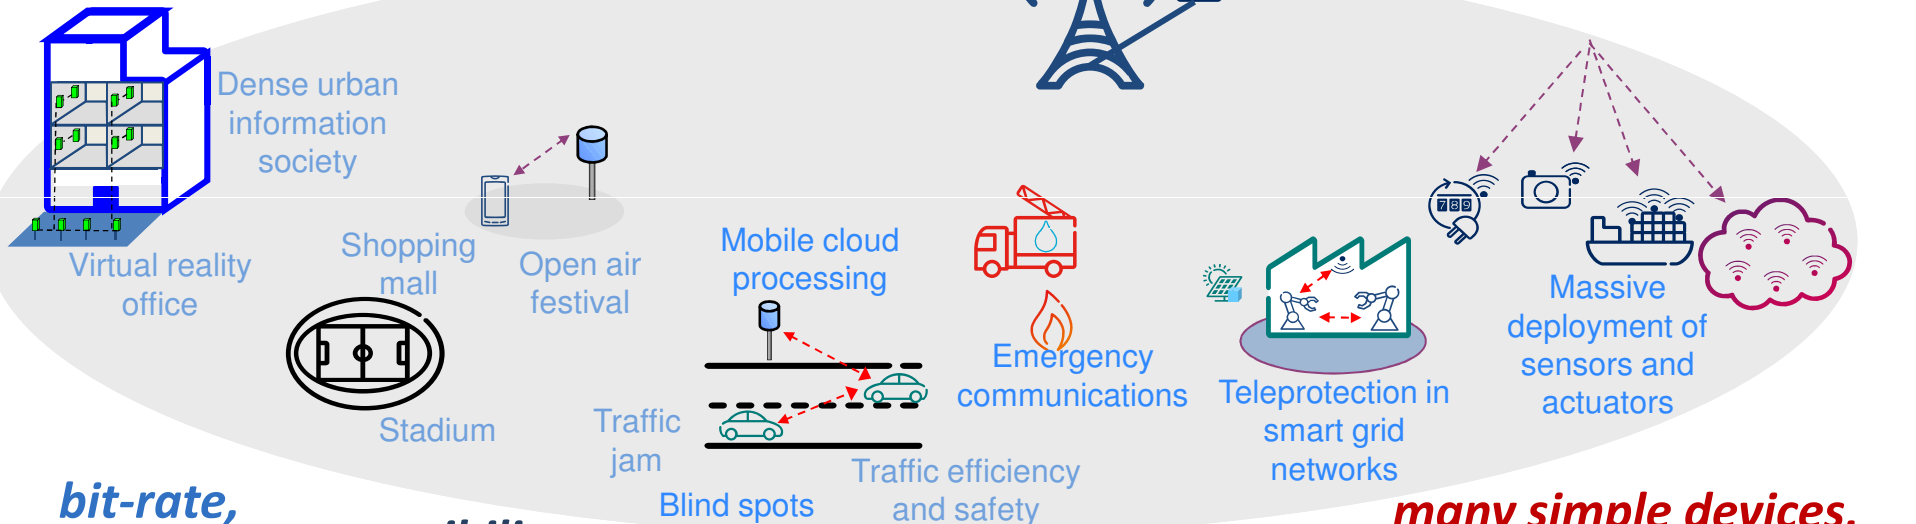 Dense urban
information
society
Virtual reality
office
Shopping
mall
Open air
festival
Stadium
Mobile cloud
processing
Traffic
jam
Blind spots
Traffic efficiency
and safety
Emergency
communications
Teleprotection in
smart grid
networks
789
Massive
deployment of
sensors and
actuators
bit-rate,
many simple devices,